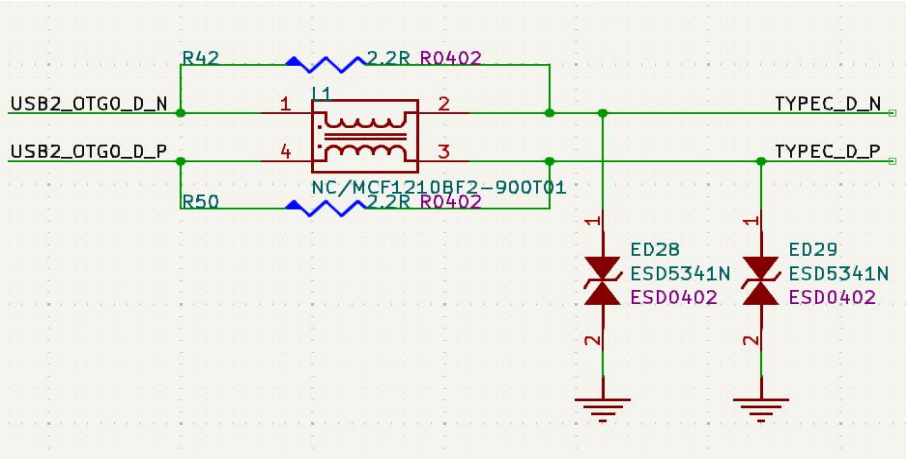 R42 2.2R R0402
L1
USB2_OTG0_D_N 1 2 TYPEC_D_N
USB2_OTG0_D_P 4 3 TYPEC_D_P
NC/MCF1210BF2-900T01
R50 2.2R R0402
1 1
ED28 ED29
ESD5341N ESD5341N
ESD0402 ESD0402
2 2